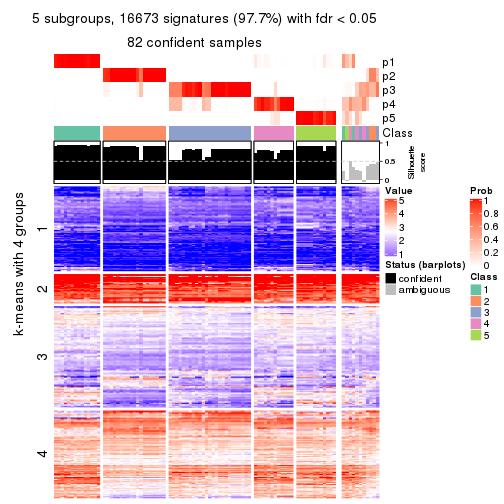 5 subgroups, 16673 signatures (97.7%) with fdr < 0.05
82 confident samples
p1
p2
p3
p4
p5
Class
1
0.5
0
Silhouette
score
k-means with 4 groups
1
2
3
4
Value
5
4
3
2
1
Status (barplots)
confident
ambiguous
Prob
1
0.8
0.6
0.4
0.2
0
Class
1
2
3
4
5